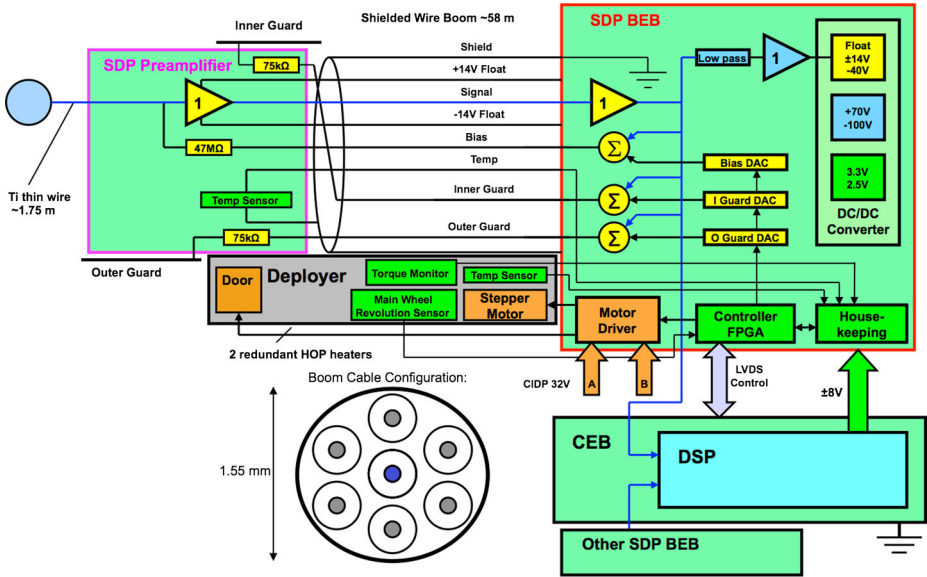 Inner Guard
Shielded Wire Boom ~58 m
SDP BEB
SDP Preamplifier
75kΩ
Shield
+14V Float
1
Signal
-14V Float
1
Low pass
1
Float
±14V
-40V
+70V
-100V
3.3V
2.5V
DC/DC
Converter
47MΩ
Bias
Σ
Bias DAC
Temp
Ti thin wire
~1.75 m
Temp Sensor
Inner Guard
Σ
I Guard DAC
75kΩ
Outer Guard
Σ
O Guard DAC
Outer Guard
Door
Deployer
Torque Monitor
Temp Sensor
Main Wheel
Revolution Sensor
Stepper
Motor
Motor
Driver
Controller
FPGA
House-
keeping
2 redundant HOP heaters
CIDP 32V
A
B
LVDS
Control
±8V
Boom Cable Configuration:
1.55 mm
CEB
DSP
Other SDP BEB